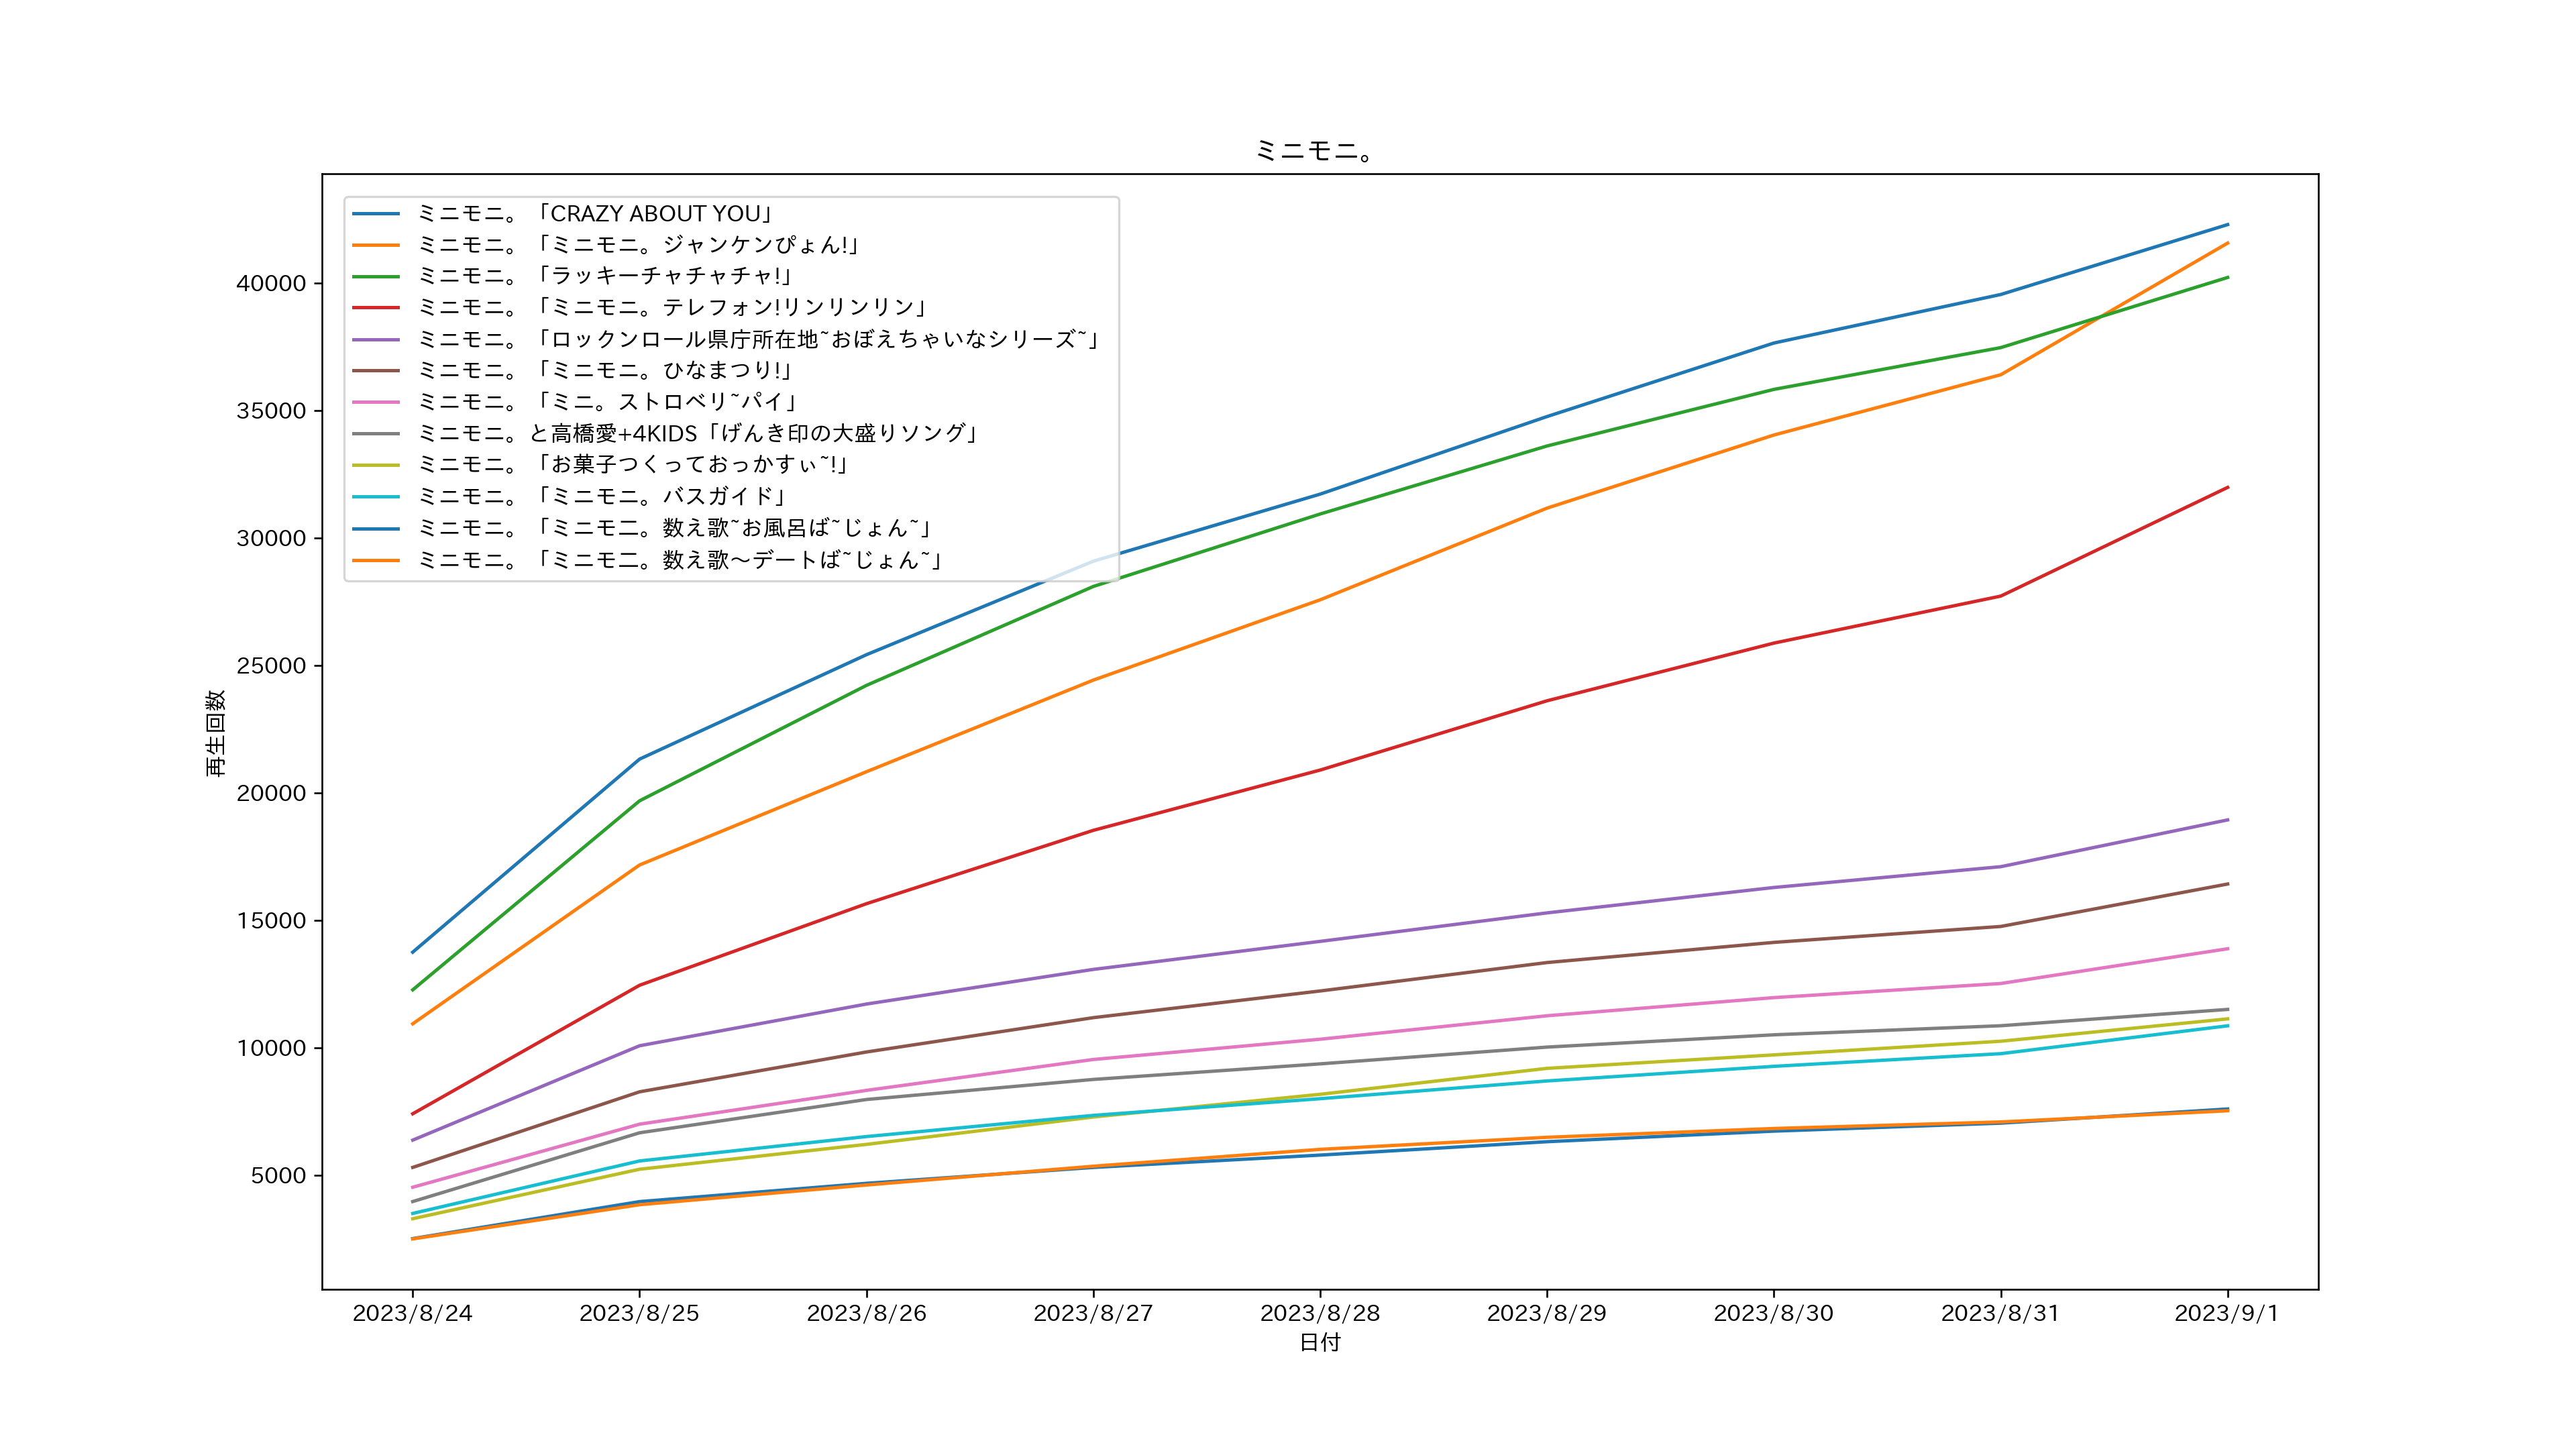 ミニモニ。
ミニモニ。「CRAZY ABOUT YOU」
ミニモニ。「ミニモニ。ジャンケンぴょん!」
ミニモニ。「ラッキーチャチャチャ!」
ミニモニ。「ミニモニ。テレフォン!リンリンリン」
ミニモニ。「ロックンロール県庁所在地~おぼえちゃいなシリーズ~」
ミニモニ。「ミニモニ。ひなまつり!」
ミニモニ。「ミニ。ストロベリ~パイ」
ミニモニ。と高橋愛+4KIDS「げんき印の大盛りソング」
ミニモニ。「お菓子つくっておっかすぃ~!」
ミニモニ。「ミニモニ。バスガイド」
ミニモニ。「ミニモニ。数え歌~お風呂ば~じょん~」
ミニモニ。「ミニモニ。数え歌〜デートば~じょん~」
40000
35000
30000
25000
20000
15000
10000
5000
再生回数
2023/8/24 2023/8/25 2023/8/26 2023/8/27 2023/8/28 2023/8/29 2023/8/30 2023/8/31 2023/9/1
日付